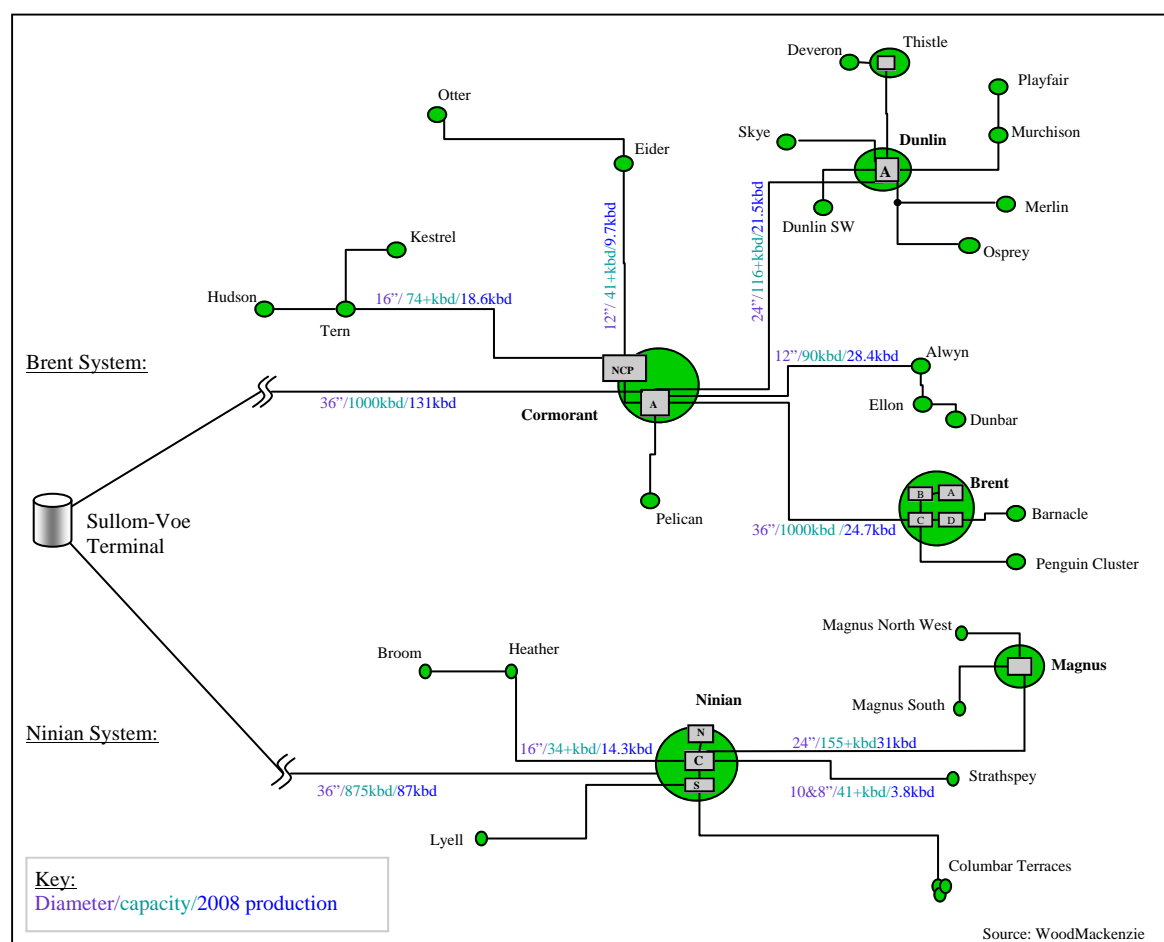 Deveron
Thistle
Playfair
Otter
Skye
Dunlin
Murchison
Eider
A
Merlin
Dunlin SW
Osprey
Kestrel
24”/116+kbd/21.5kbd
12”/ 41+kbd/9.7kbd
Hudson
16”/ 74+kbd/18.6kbd
Tern
12”/90kbd/28.4kbd
Alwyn
Brent System:
NCP
36”/1000kbd/131kbd
Cormorant
A
Ellon
Dunbar
Brent
B
A
C
D
Barnacle
Pelican
36”/1000kbd/24.7kbd
Penguin Cluster
Sullom-Voe
Terminal
Magnus North West
Broom
Heather
Magnus
Ninian
Magnus South
Ninian System:
N
16”/34+kbd/14.3kbd
C
24”/155+kbd31kbd
Strathspey
36”/875kbd/87kbd
S
10&8”/41+kbd/3.8kbd
Lyell
Columbar Terraces
Key:
Diameter/capacity/2008 production
Source: WoodMackenzie